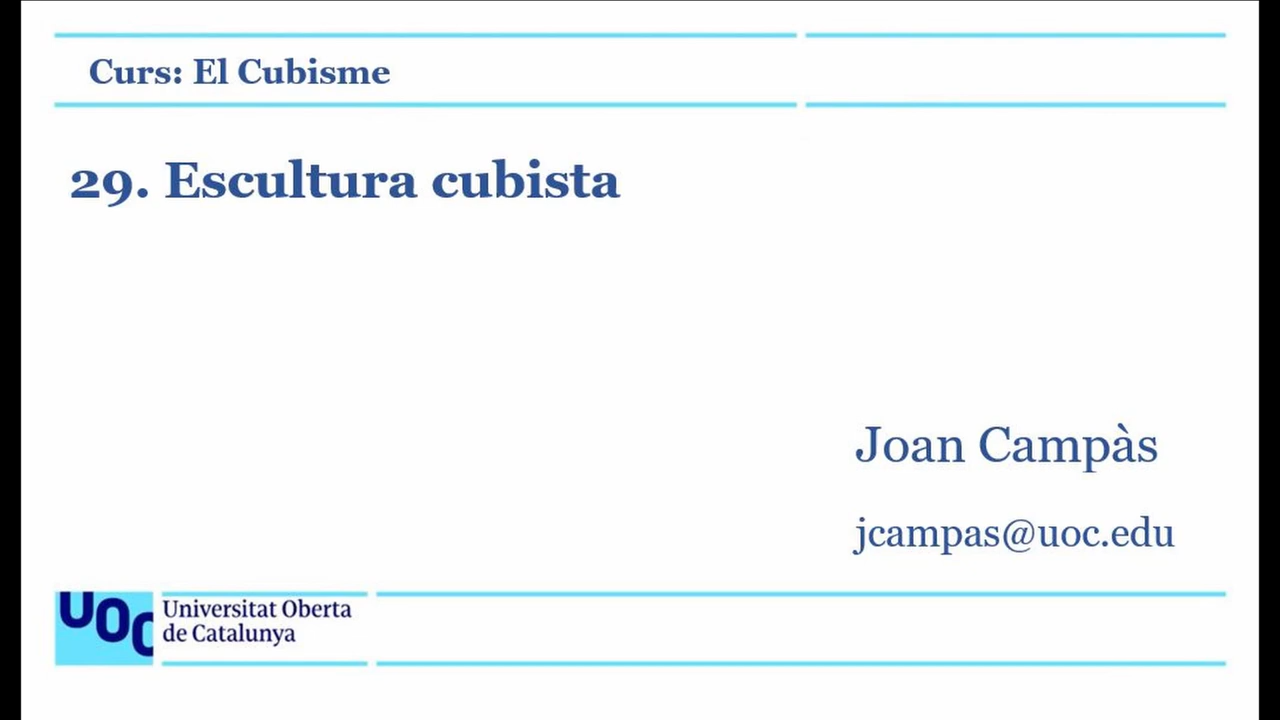 Curs: El Cubisme
29. Escultura cubista
Joan Campàs
jcampas@uoc.edu
UOC
Universitat Oberta
de Catalunya